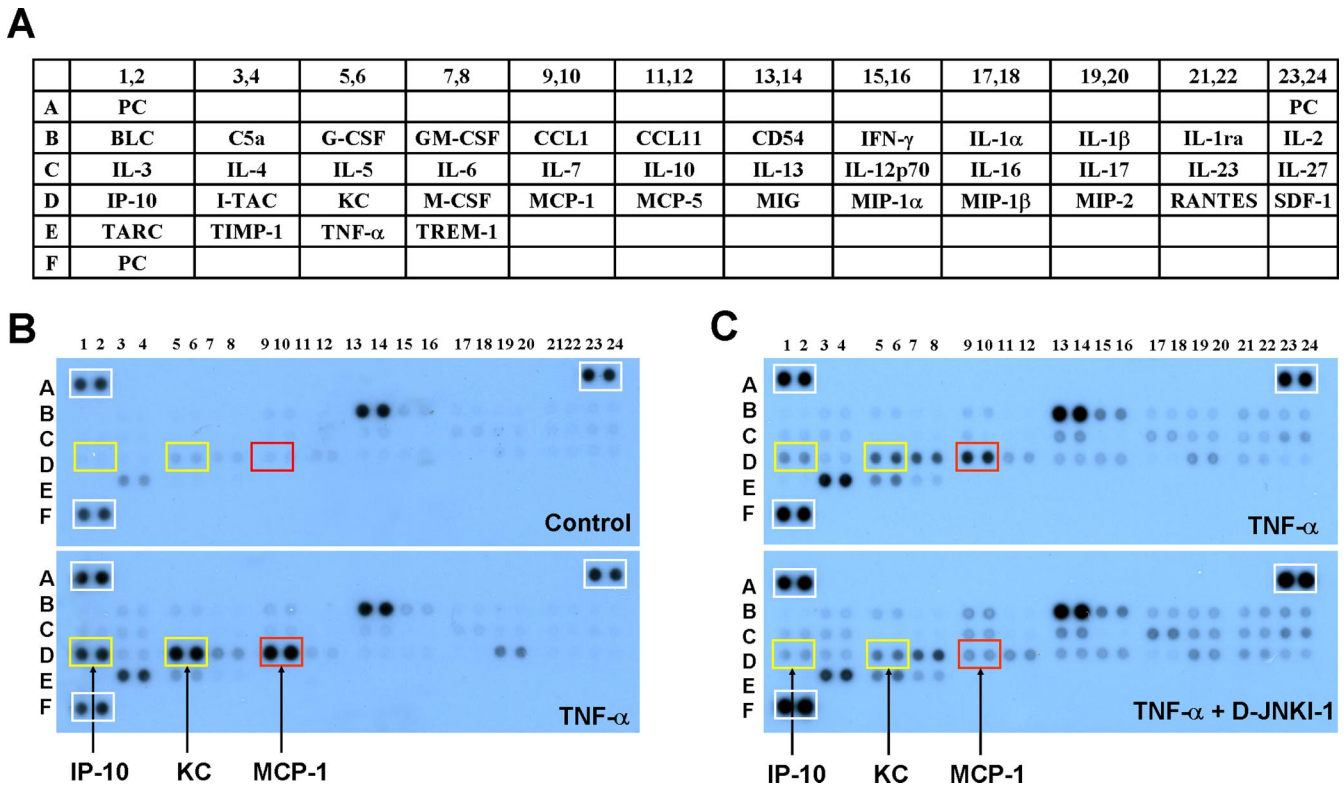 A
1,2 3,4 5,6 7,8 9,10 11,12 13,14 15,16 17,18 19,20 21,22 23,24
A PC PC
B BLC C5a G-CSF GM-CSF CCL1 CCL11 CD54 IFN-γ IL-1α IL-1β IL-1ra IL-2
C IL-3 IL-4 IL-5 IL-6 IL-7 IL-10 IL-13 IL-12p70 IL-16 IL-17 IL-23 IL-27
D IP-10 I-TAC KC M-CSF MCP-1 MCP-5 MIG MIP-1α MIP-1β MIP-2 RANTES SDF-1
E TARC TIMP-1 TNF-α TREM-1
F PC
B
1 2 3 4 5 6 7 8 9 10 11 12 13 14 15 16 17 18 19 20 21 22 23 24
A
B
C
D
E
F
Control
A
B
C
D
E
F
TNF-α
IP-10 KC MCP-1
C
1 2 3 4 5 6 7 8 9 10 11 12 13 14 15 16 17 18 19 20 21 22 23 24
A
B
C
D
E
F
TNF-α
A
B
C
D
E
F
TNF-α + D-JNKI-1
IP-10 KC MCP-1